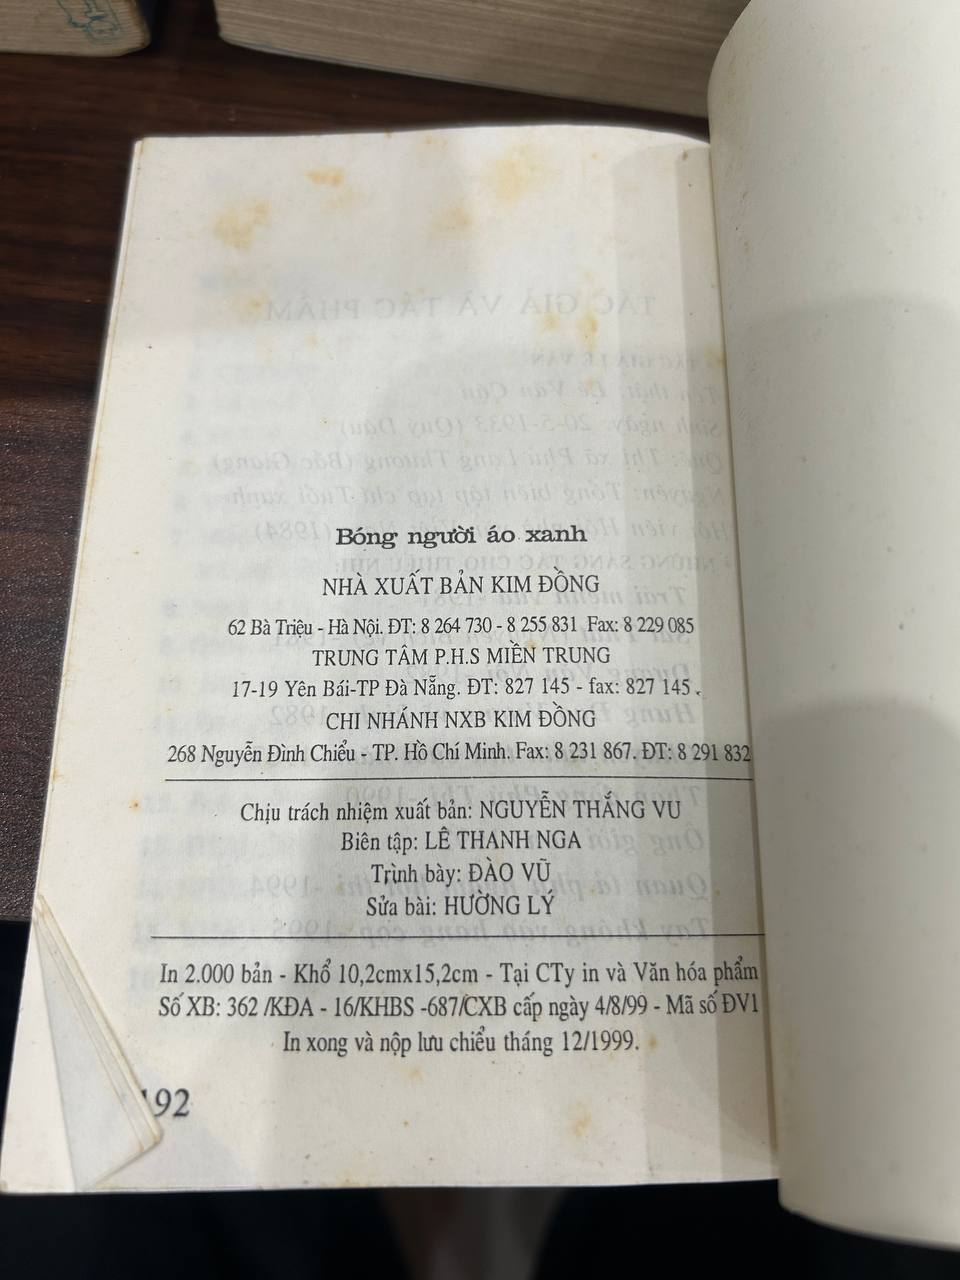 Bóng người áo xanh
NHÀ XUẤT BẢN KIM ĐỒNG
62 Bà Triệu - Hà Nội. ĐT: 8 264 730 - 8 255 831 Fax: 8 229 085
TRUNG TÂM P.H.S MIỀN TRUNG
17-19 Yên Bái-TP Đà Nẵng. ĐT: 827 145 - fax: 827 145.
CHI NHÁNH NXB KIM ĐỒNG
268 Nguyễn Đình Chiểu - TP. Hồ Chí Minh. Fax: 8 231 867. ĐT: 8 291 832
Chịu trách nhiệm xuất bản: NGUYỄN THẮNG VU
Biên tập: LÊ THANH NGA
Trình bày: ĐÀO VŨ
Sửa bài: HƯỜNG LÝ
In 2.000 bản - Khổ 10,2cmx15,2cm - Tại CTy in và Văn hóa phẩm
Số XB: 362 /KĐA - 16/KHBS -687/CXB cấp ngày 4/8/99 - Mã số ĐV1
In xong và nộp lưu chiểu tháng 12/1999.
192